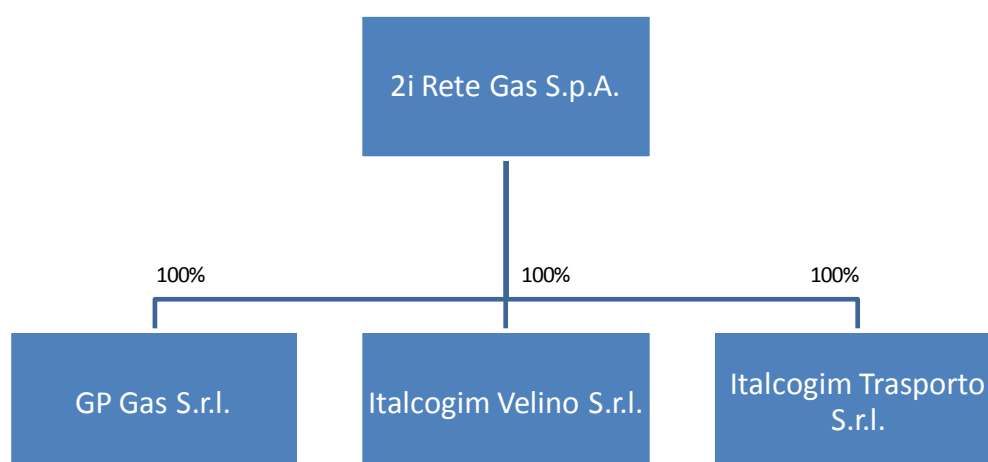 2i Rete Gas S.p.A.
100%
100%
100%
GP Gas S.r.l.
Italcogim Velino S.r.l.
Italcogim Trasporto
S.r.l.